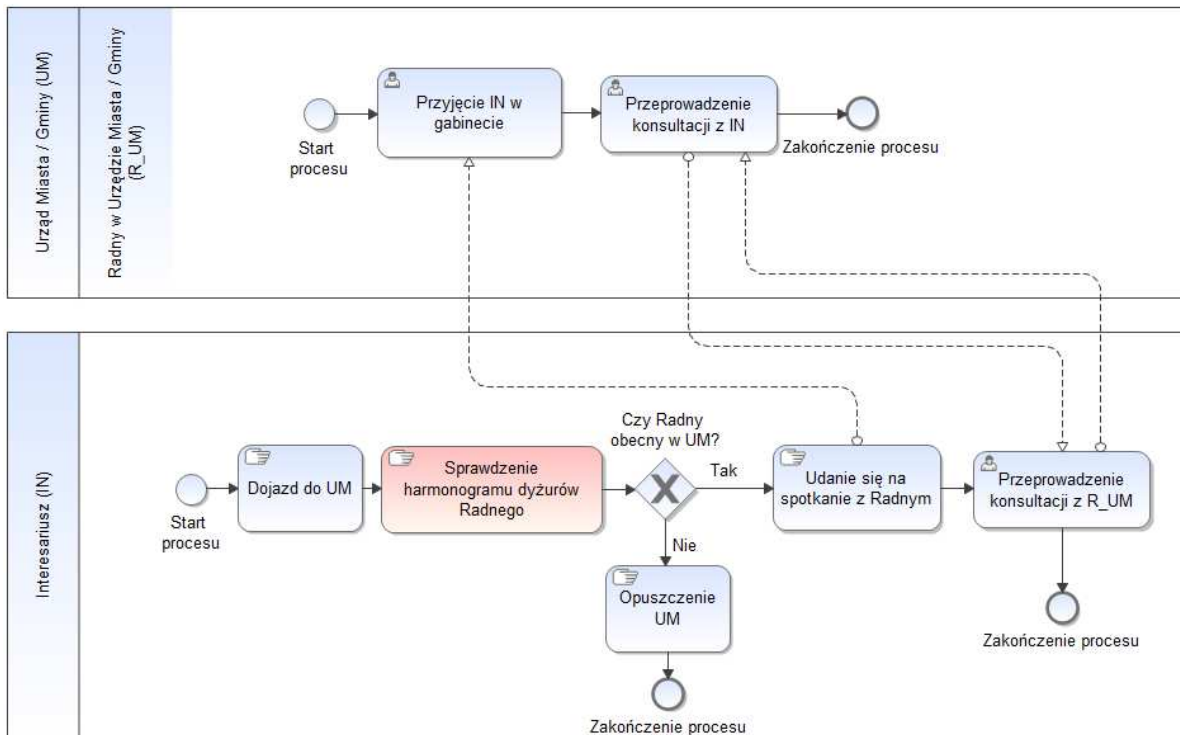 Urząd Miasta / Gminy (UM)
Radny w Urzędzie Miasta / Gminy
(R_UM)
Start
procesu
Przyjęcie IN w
gabinecie
Przeprowadzenie
konsultacji z IN
Zakończenie procesu
Interesariusz (IN)
Start
procesu
Dojazd do UM
Sprawdzenie
harmonogramu dyżurów
Radnego
Czy Radny
obecny w UM?
Tak
Nie
Udanie się na
spotkanie z Radnym
Przeprowadzenie
konsultacji z R_UM
Opuszczenie
UM
Zakończenie procesu
Zakończenie procesu